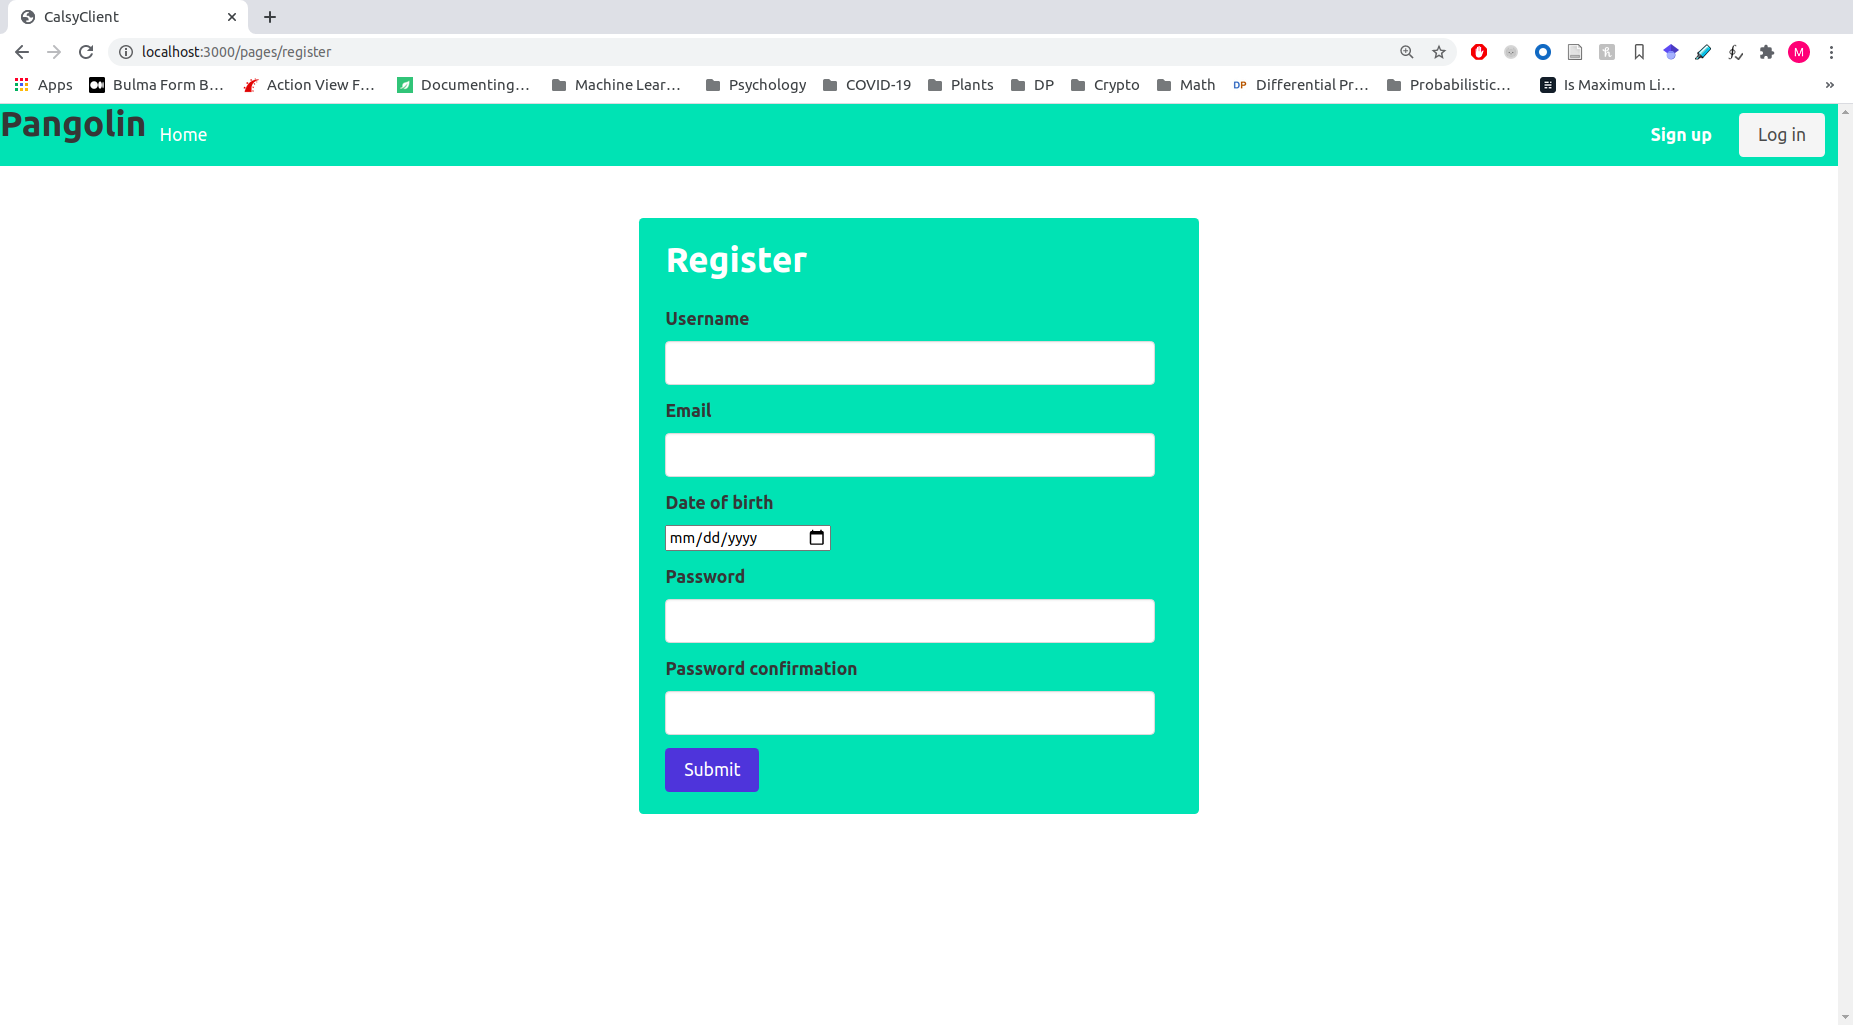 CalsyClient
localhost:3000/pages/register
M
Apps Bulma Form B... Action View F... Documenting... Machine Lear... Psychology COVID-19 Plants DP Crypto Math DP Differential Pr... Probabilistic... Is Maximum Li... »
Pangolin Home Sign up Log in
Register
Username
Email
Date of birth
mm/dd/yyyy
Password
Password confirmation
Submit